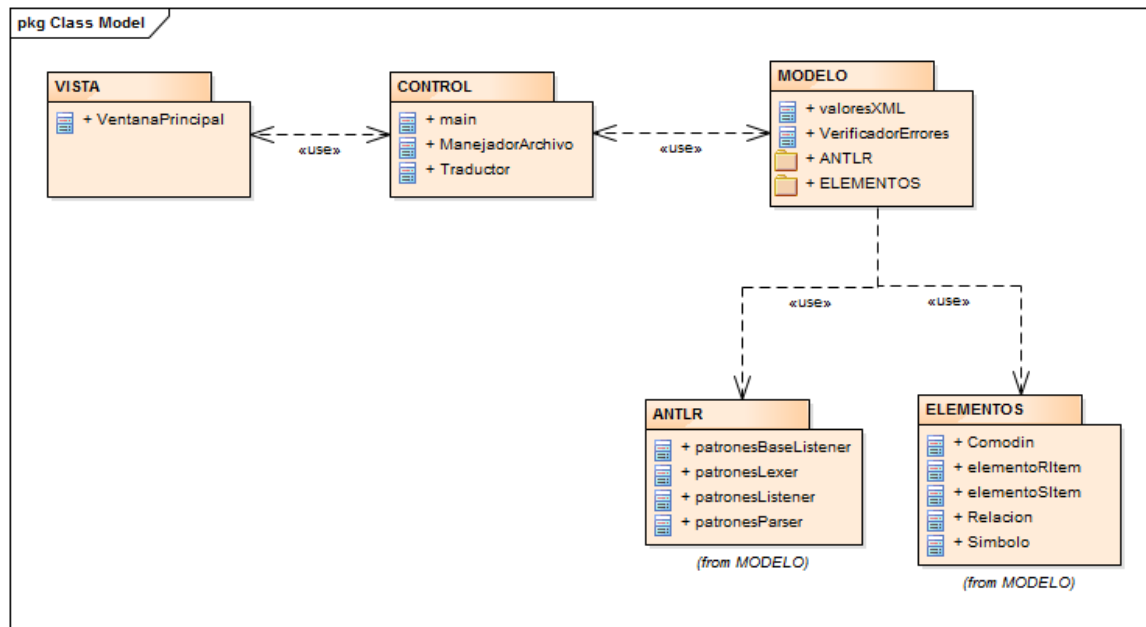 pkg Class Model
VISTA
+ VentanaPrincipal
«use»
CONTROL
+ main
+ ManejadorArchivo
+ Traductor
«use»
MODELO
+ valoresXML
+ VerificadorErrores
+ ANTLR
+ ELEMENTOS
«use»
«use»
ANTLR
+ patronesBaseListener
+ patronesLexer
+ patronesListener
+ patronesParser
(from MODELO)
ELEMENTOS
+ Comodin
+ elementoRItem
+ elementoSItem
+ Relacion
+ Simbolo
(from MODELO)